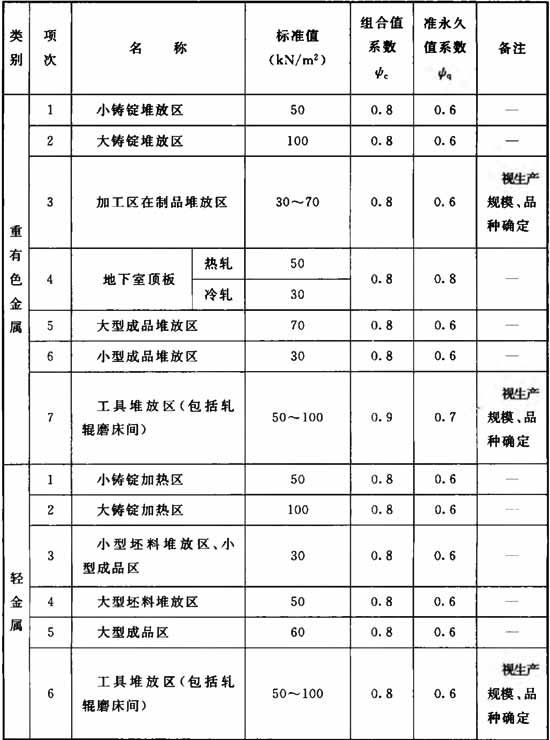 类别 项次 名 称 标准值(kN/m²) 组合值系数ψc 准永久值系数ψq 备注
重有色金属
1 小铸锭堆放区 50 0.8 0.6 —
2 大铸锭堆放区 100 0.8 0.6 —
3 加工区在制品堆放区 30～70 0.8 0.6 视生产规模、品种确定
4 地下室顶板 热轧 50 0.8 0.8 —
冷轧 30
5 大型成品堆放区 70 0.8 0.6 —
6 小型成品堆放区 30 0.8 0.6 —
7 工具堆放区(包括轧辊磨床间) 50～100 0.9 0.7 视生产规模、品种确定
轻金属
1 小铸锭加热区 50 0.8 0.6 —
2 大铸锭加热区 100 0.8 0.6 —
3 小型坯料堆放区、小型成品区 30 0.8 0.6 —
4 大型坯料堆放区 50 0.8 0.6 —
5 大型成品区 60 0.8 0.6 —
6 工具堆放区(包括轧辊磨床间) 50～100 0.8 0.6 视生产规模、品种确定